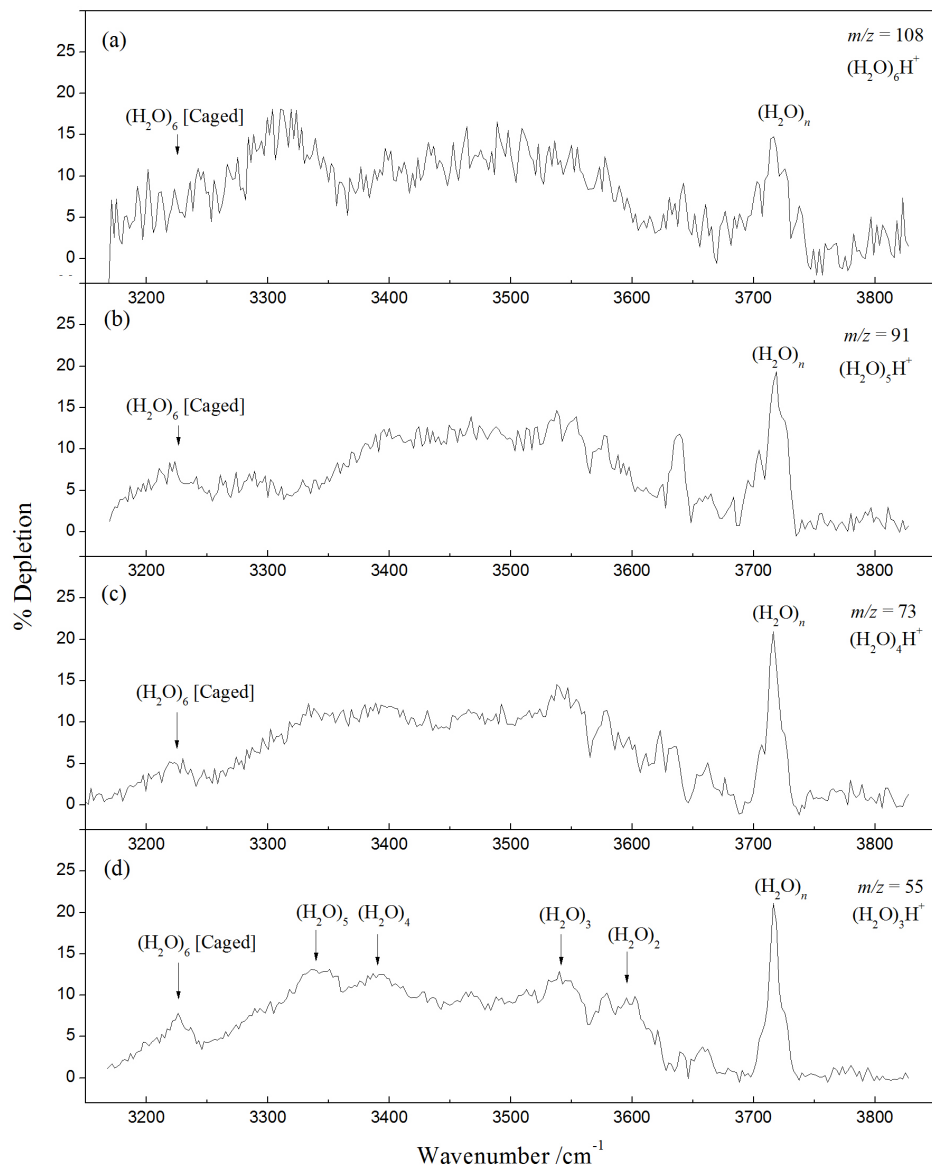 % Depletion
(a)
m/z = 108
(H₂O)₆H⁺
(H₂O)₆ [Caged]
(H₂O)ₙ
25
20
15
10
5
0
3200 3300 3400 3500 3600 3700 3800
(b)
m/z = 91
(H₂O)₅H⁺
(H₂O)₆ [Caged]
(H₂O)ₙ
25
20
15
10
5
0
3200 3300 3400 3500 3600 3700 3800
(c)
m/z = 73
(H₂O)₄H⁺
(H₂O)₆ [Caged]
(H₂O)ₙ
25
20
15
10
5
0
3200 3300 3400 3500 3600 3700 3800
(d)
m/z = 55
(H₂O)₃H⁺
(H₂O)₆ [Caged]
(H₂O)₅
(H₂O)₄
(H₂O)₃
(H₂O)₂
(H₂O)ₙ
25
20
15
10
5
0
3200 3300 3400 3500 3600 3700 3800
Wavenumber /cm⁻¹